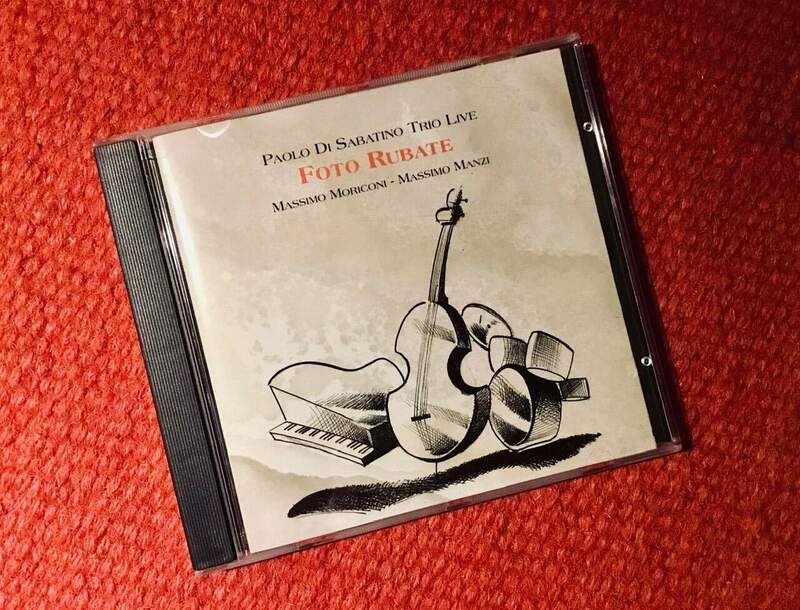 Paolo Di Sabatino Trio Live
Foto Rubate
Massimo Moriconi - Massimo Manzi